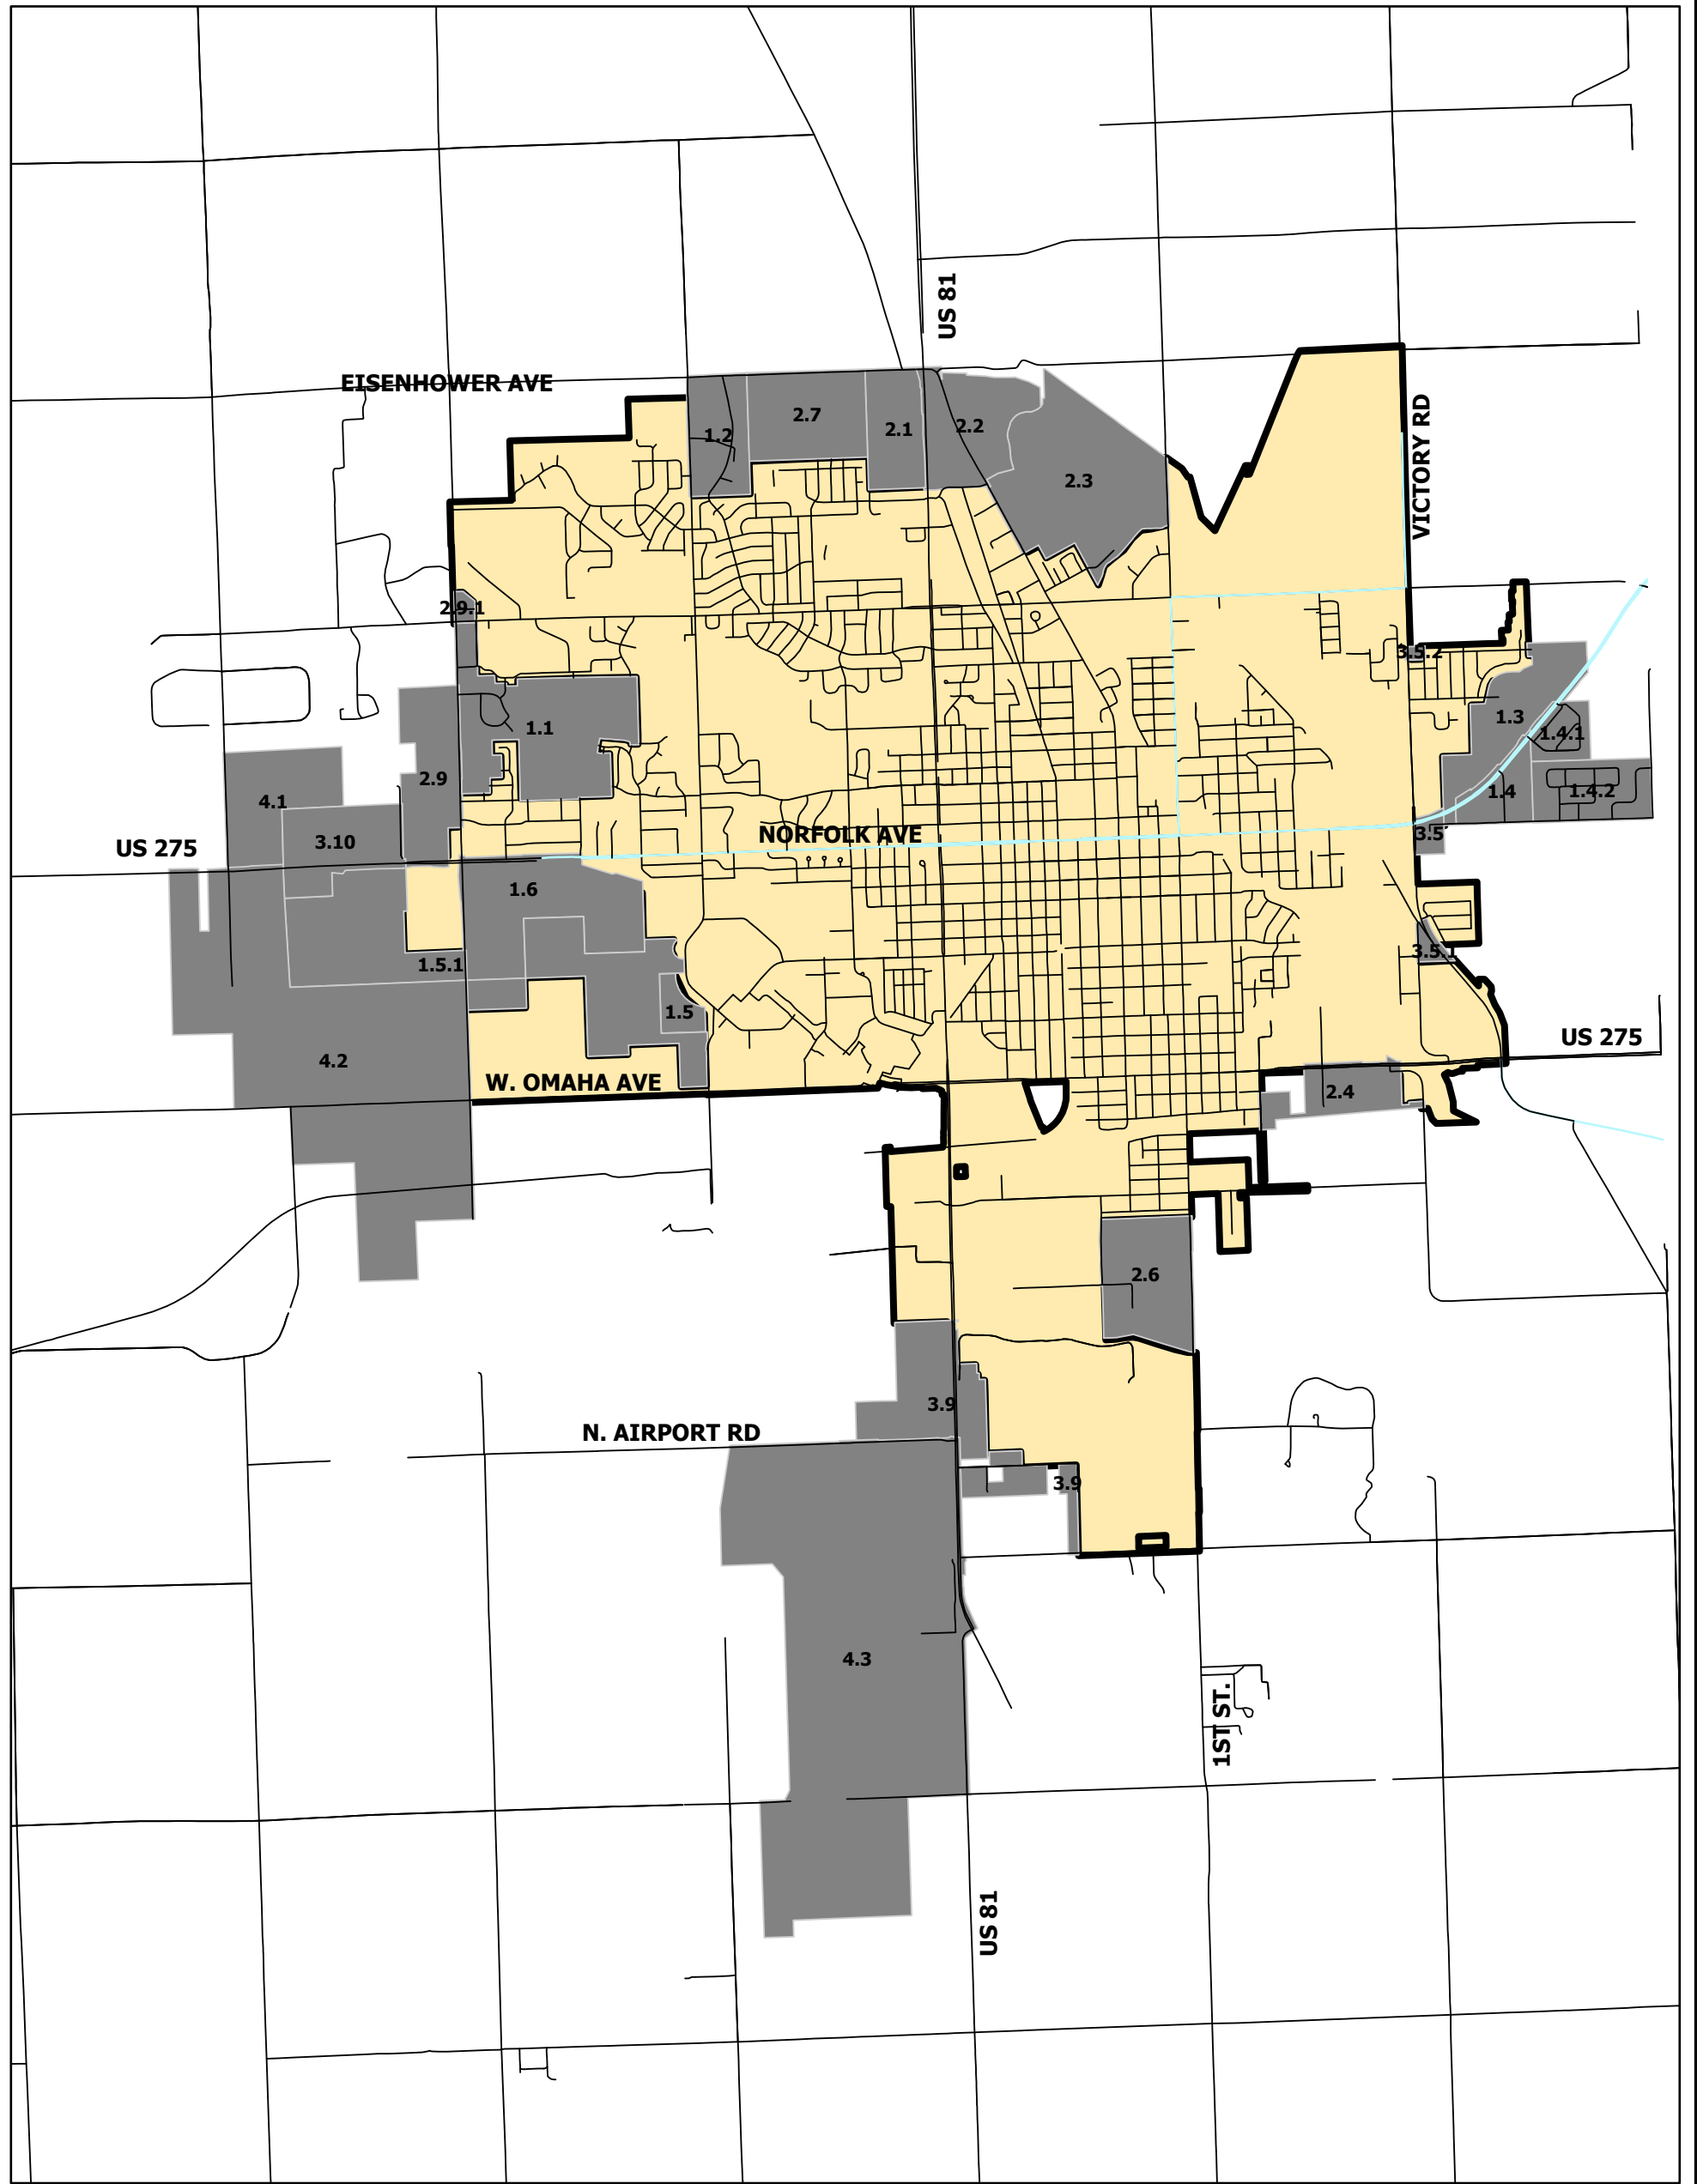 US 81
EISENHOWER AVE
VICTORY RD
2.7
1.2
2.1
2.2
2.3
2.9.1
3.5.2
1.3
1.1
1.4.1
2.9
4.1
1.4
1.4.2
NORFOLK AVE
3.5
US 275
3.10
1.6
3.5.1
1.5.1
1.5
US 275
4.2
W. OMAHA AVE
2.4
2.6
3.9
N. AIRPORT RD
3.9
4.3
1ST ST.
US 81